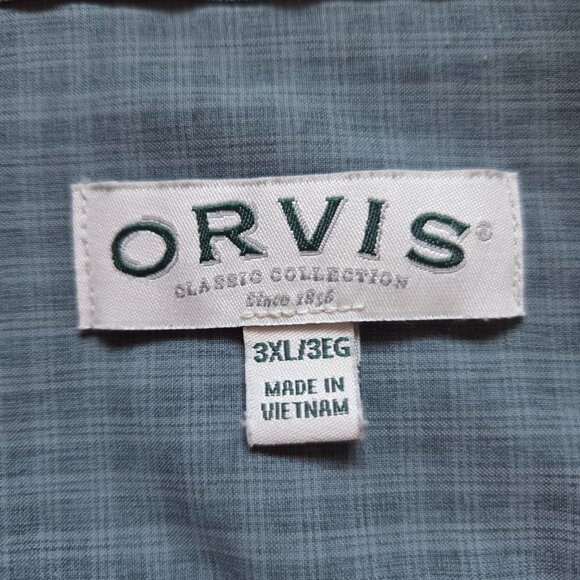 ORVIS®
CLASSIC COLLECTION
Since 1856
3XL/3EG
MADE IN
VIETNAM